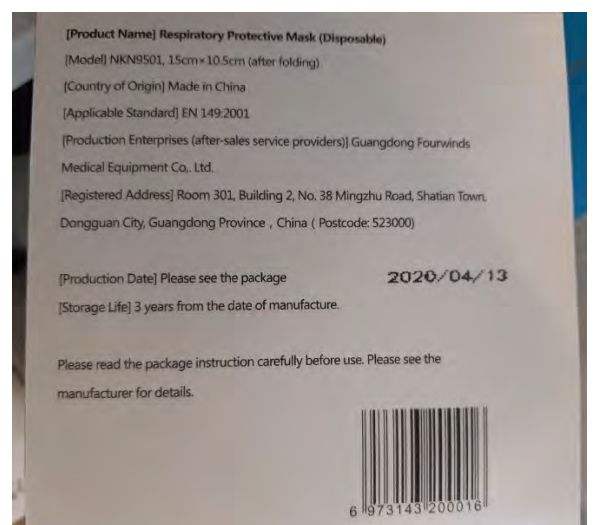 [Product Name] Respiratory Protective Mask (Disposable)
[Model] NKN9501, 15cm×10.5cm (after folding)
[Country of Origin] Made in China
[Applicable Standard] EN 149:2001
[Production Enterprises (after-sales service providers)] Guangdong Fourwinds
Medical Equipment Co,. Ltd.
[Registered Address] Room 301, Building 2, No. 38 Mingzhu Road, Shatian Town,
Dongguan City, Guangdong Province , China ( Postcode: 523000)
[Production Date] Please see the package 2020/04/13
[Storage Life] 3 years from the date of manufacture.
Please read the package instruction carefully before use. Please see the
manufacturer for details.
6 973143 200016